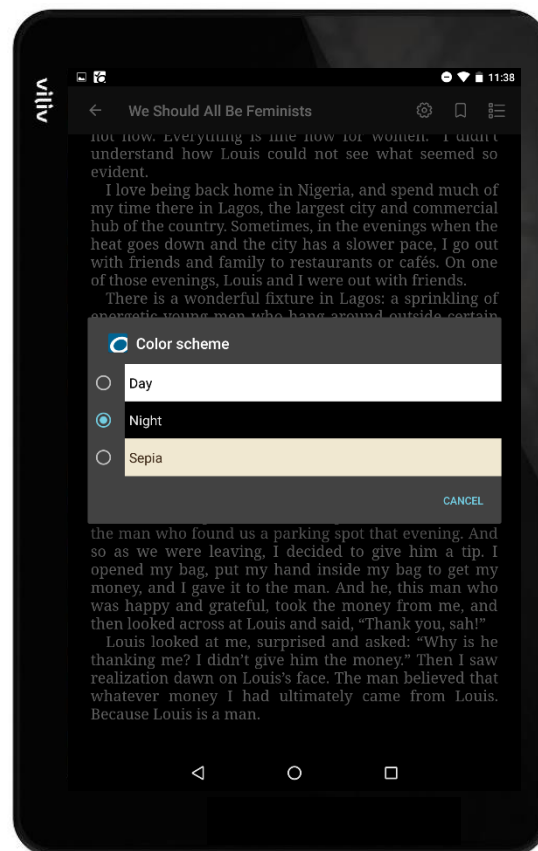 vitiv
11:38
We Should All Be Feminists
not now. Everything is fine now for women.” I didn’t
understand how Louis could not see what seemed so
evident.
I love being back home in Nigeria, and spend much of
my time there in Lagos, the largest city and commercial
hub of the country. Sometimes, in the evenings when the
heat goes down and the city has a slower pace, I go out
with friends and family to restaurants or cafés. On one
of those evenings, Louis and I were out with friends.
There is a wonderful fixture in Lagos: a sprinkling of
energetic young men who hang around outside certain
Color scheme
Day
Night
Sepia
CANCEL
the man who found us a parking spot that evening. And
so as we were leaving, I decided to give him a tip. I
opened my bag, put my hand inside my bag to get my
money, and I gave it to the man. And he, this man who
was happy and grateful, took the money from me, and
then looked across at Louis and said, “Thank you, sah!”
Louis looked at me, surprised and asked: “Why is he
thanking me? I didn’t give him the money.” Then I saw
realization dawn on Louis’s face. The man believed that
whatever money I had ultimately came from Louis.
Because Louis is a man.